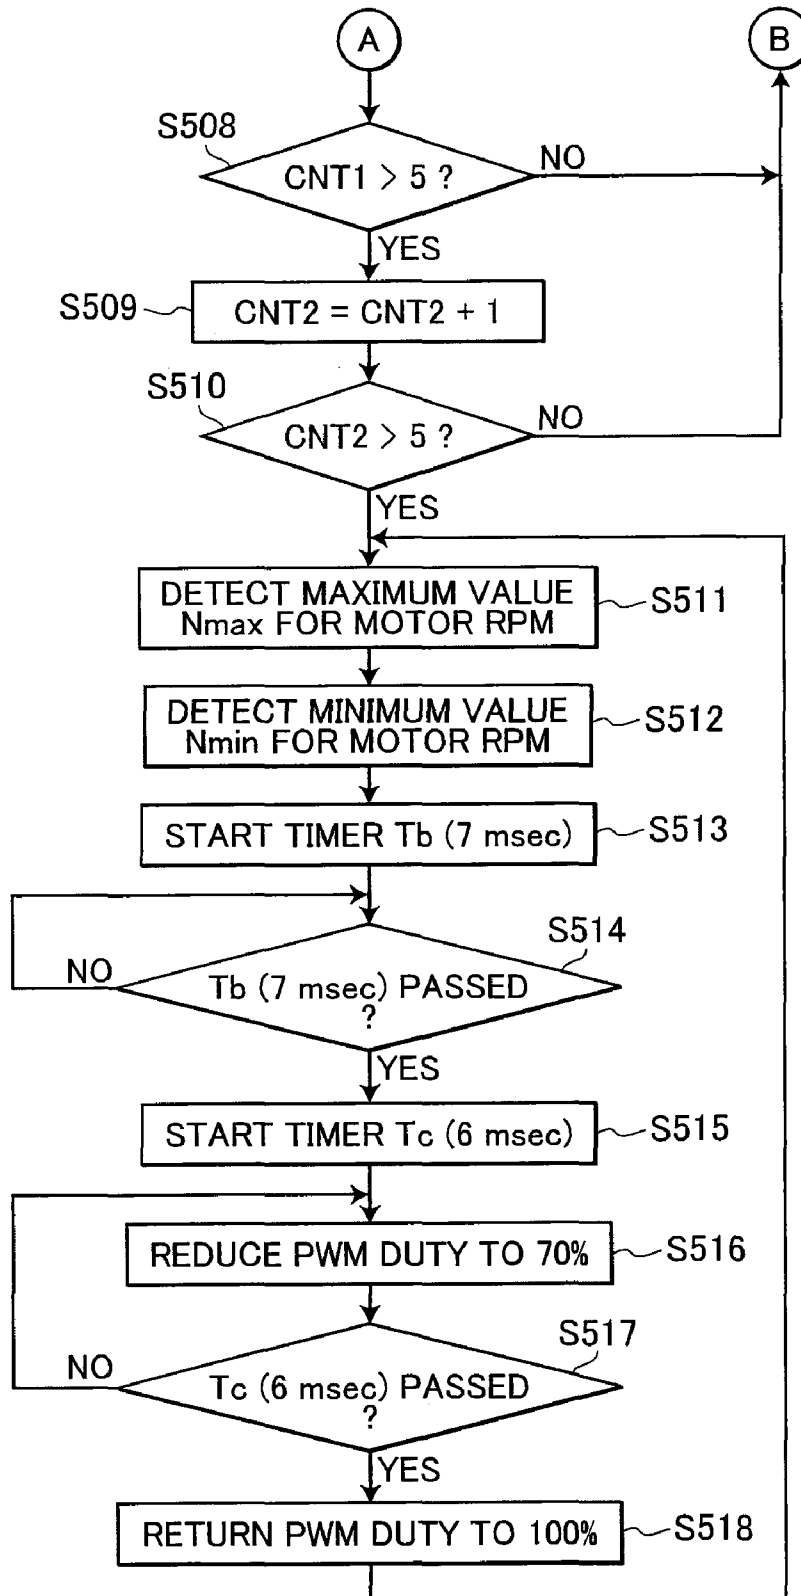 A
B
S508
CNT1 > 5 ?
NO
YES
S509
CNT2 = CNT2 + 1
S510
CNT2 > 5 ?
NO
YES
DETECT MAXIMUM VALUE
Nmax FOR MOTOR RPM
S511
DETECT MINIMUM VALUE
Nmin FOR MOTOR RPM
S512
START TIMER Tb (7 msec)
S513
S514
NO
Tb (7 msec) PASSED
?
YES
START TIMER Tc (6 msec)
S515
REDUCE PWM DUTY TO 70%
S516
S517
NO
Tc (6 msec) PASSED
?
YES
RETURN PWM DUTY TO 100%
S518